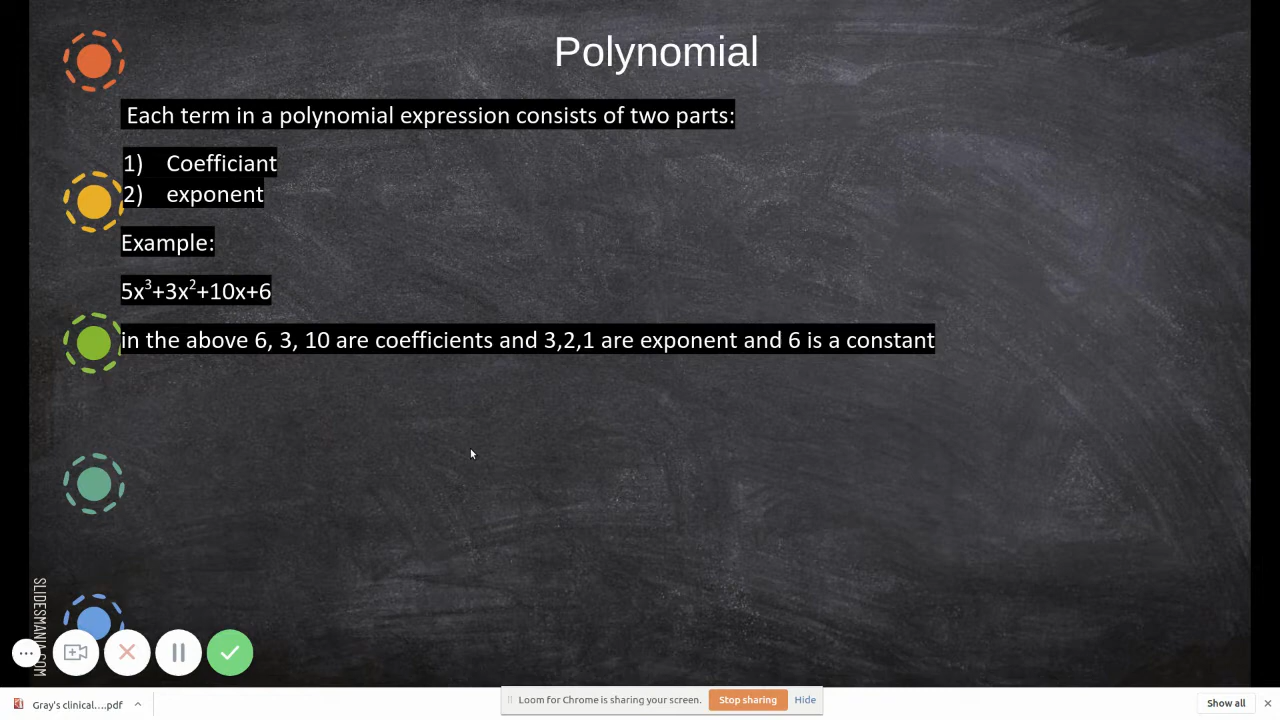 Polynomial
Each term in a polynomial expression consists of two parts:
1) Coefficiant
2) exponent
Example:
5x³+3x²+10x+6
in the above 6, 3, 10 are coefficients and 3,2,1 are exponent and 6 is a constant
SLIDESMANIA.COM
Gray's clinical....pdf
Loom for Chrome is sharing your screen.
Stop sharing
Hide
Show all